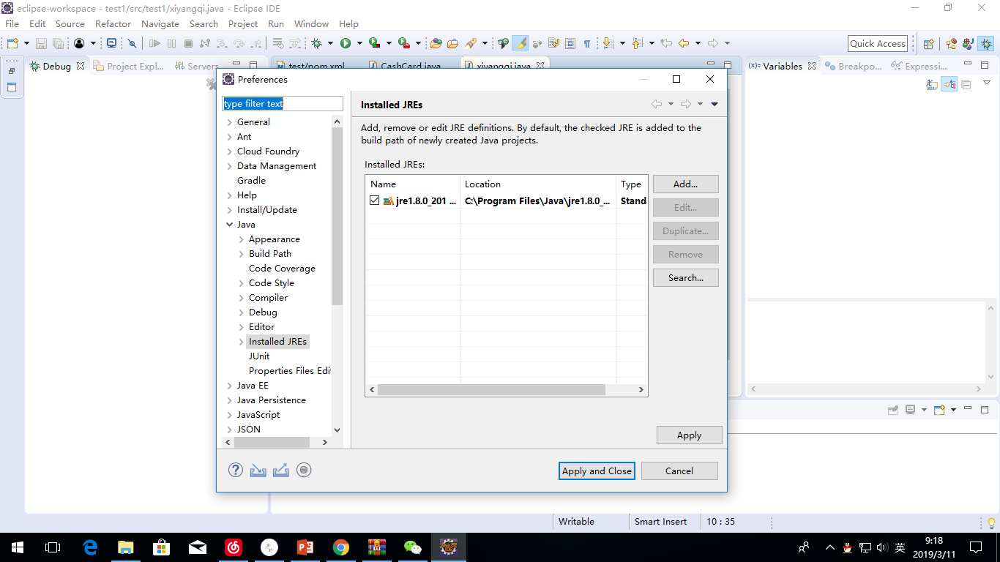 eclipse-workspace - test1/src/test1/xiyangqi.java - Eclipse IDE
File Edit Source Refactor Navigate Search Project Run Window Help
Quick Access
Debug Project Expl... Servers
test/pom.xml CashCard.java xiyangqi.java
(x)= Variables Breakpo... Expressi...
Preferences
type filter text
General
Ant
Cloud Foundry
Data Management
Gradle
Help
Install/Update
Java
Appearance
Build Path
Code Coverage
Code Style
Compiler
Debug
Editor
Installed JREs
JUnit
Properties Files Edi
Java EE
Java Persistence
JavaScript
JSON
Installed JREs
Add, remove or edit JRE definitions. By default, the checked JRE is added to the
build path of newly created Java projects.
Installed JREs:
Name Location Type
jre1.8.0_201 ... C:\Program Files\Java\jre1.8.0_... Standa
Add...
Edit...
Duplicate...
Remove
Search...
Apply
Apply and Close Cancel
Writable Smart Insert 10 : 35
英
9:18
2019/3/11